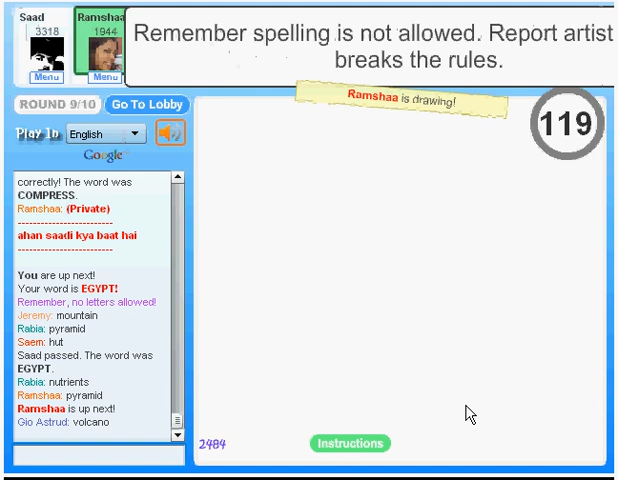 Saad
3318
Menu
Ramshaa
1944
Menu
Remember spelling is not allowed. Report artist
breaks the rules.
ROUND 9/10
Go To Lobby
Ramshaa is drawing!
119
Play In
English
Google
correctly! The word was
COMPRESS.
Ramshaa: (Private)
------------------------
ahan saadi kya baat hai
------------------------
You are up next!
Your word is EGYPT!
Remember, no letters allowed!
Jeremy: mountain
Rabia: pyramid
Saem: hut
Saad passed. The word was
EGYPT.
Rabia: nutrients
Ramshaa: pyramid
Ramshaa is up next!
Gio Astrud: volcano
2484
Instructions